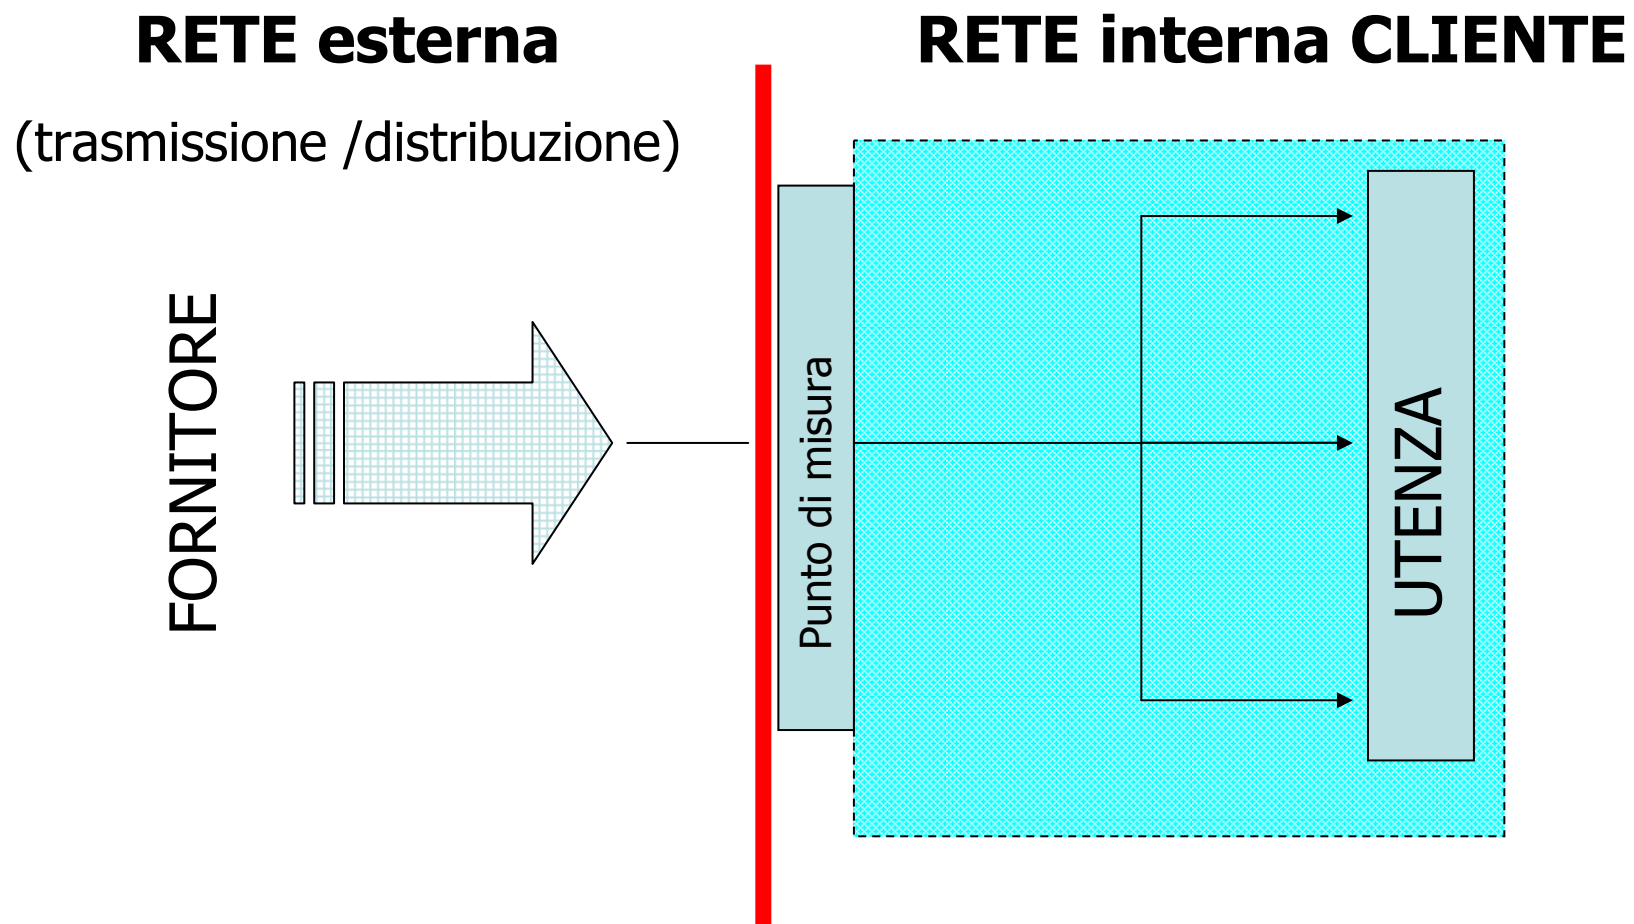 RETE esterna
RETE interna CLIENTE
(trasmissione /distribuzione)
FORNITORE
Punto di misura
UTENZA